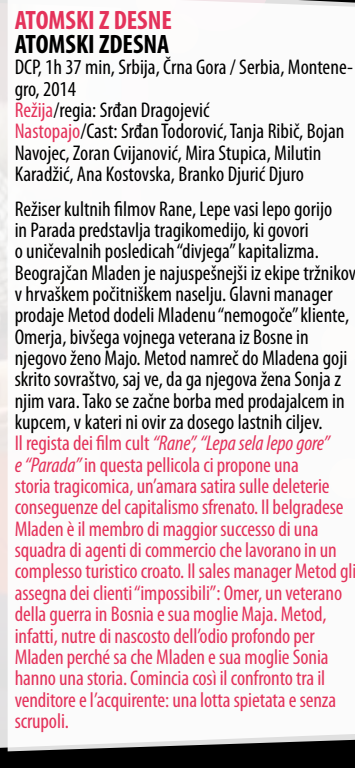 ATOMSKI Z DESNE
ATOMSKI ZDESNA
DCP, 1h 37 min, Srbija, Črna Gora / Serbia, Montene-
gro, 2014
Režija/regia: Srđan Dragojević
Nastopajo/Cast: Srđan Todorović, Tanja Ribič, Bojan
Navojec, Zoran Cvijanović, Mira Stupica, Milutin
Karadžić, Ana Kostovska, Branko Djurić Djuro
Režiser kultnih filmov Rane, Lepe vasi lepo gorijo
in Parada predstavlja tragikomedijo, ki govori
o uničevalnih posledicah “divjega” kapitalizma.
Beograjčan Mladen je najuspešnejši iz ekipe tržnikov
v hrvaškem počitniškem naselju. Glavni manager
prodaje Metod dodeli Mladenu “nemogoče” kliente,
Omerja, bivšega vojnega veterana iz Bosne in
njegovo ženo Majo. Metod namreč do Mladena goji
skrito sovraštvo, saj ve, da ga njegova žena Sonja z
njim vara. Tako se začne borba med prodajalcem in
kupcem, v kateri ni ovir za dosego lastnih ciljev.
Il regista dei film cult “Rane”, “Lepa sela lepo gore”
e “Parada” in questa pellicola ci propone una
storia tragicomica, un’amara satira sulle deleterie
conseguenze del capitalismo sfrenato. Il belgradese
Mladen è il membro di maggior successo di una
squadra di agenti di commercio che lavorano in un
complesso turistico croato. Il sales manager Metod gli
assegna dei clienti “impossibili”: Omer, un veterano
della guerra in Bosnia e sua moglie Maja. Metod,
infatti, nutre di nascosto dell’odio profondo per
Mladen perché sa che Mladen e sua moglie Sonia
hanno una storia. Comincia così il confronto tra il
venditore e l’acquirente: una lotta spietata e senza
scrupoli.